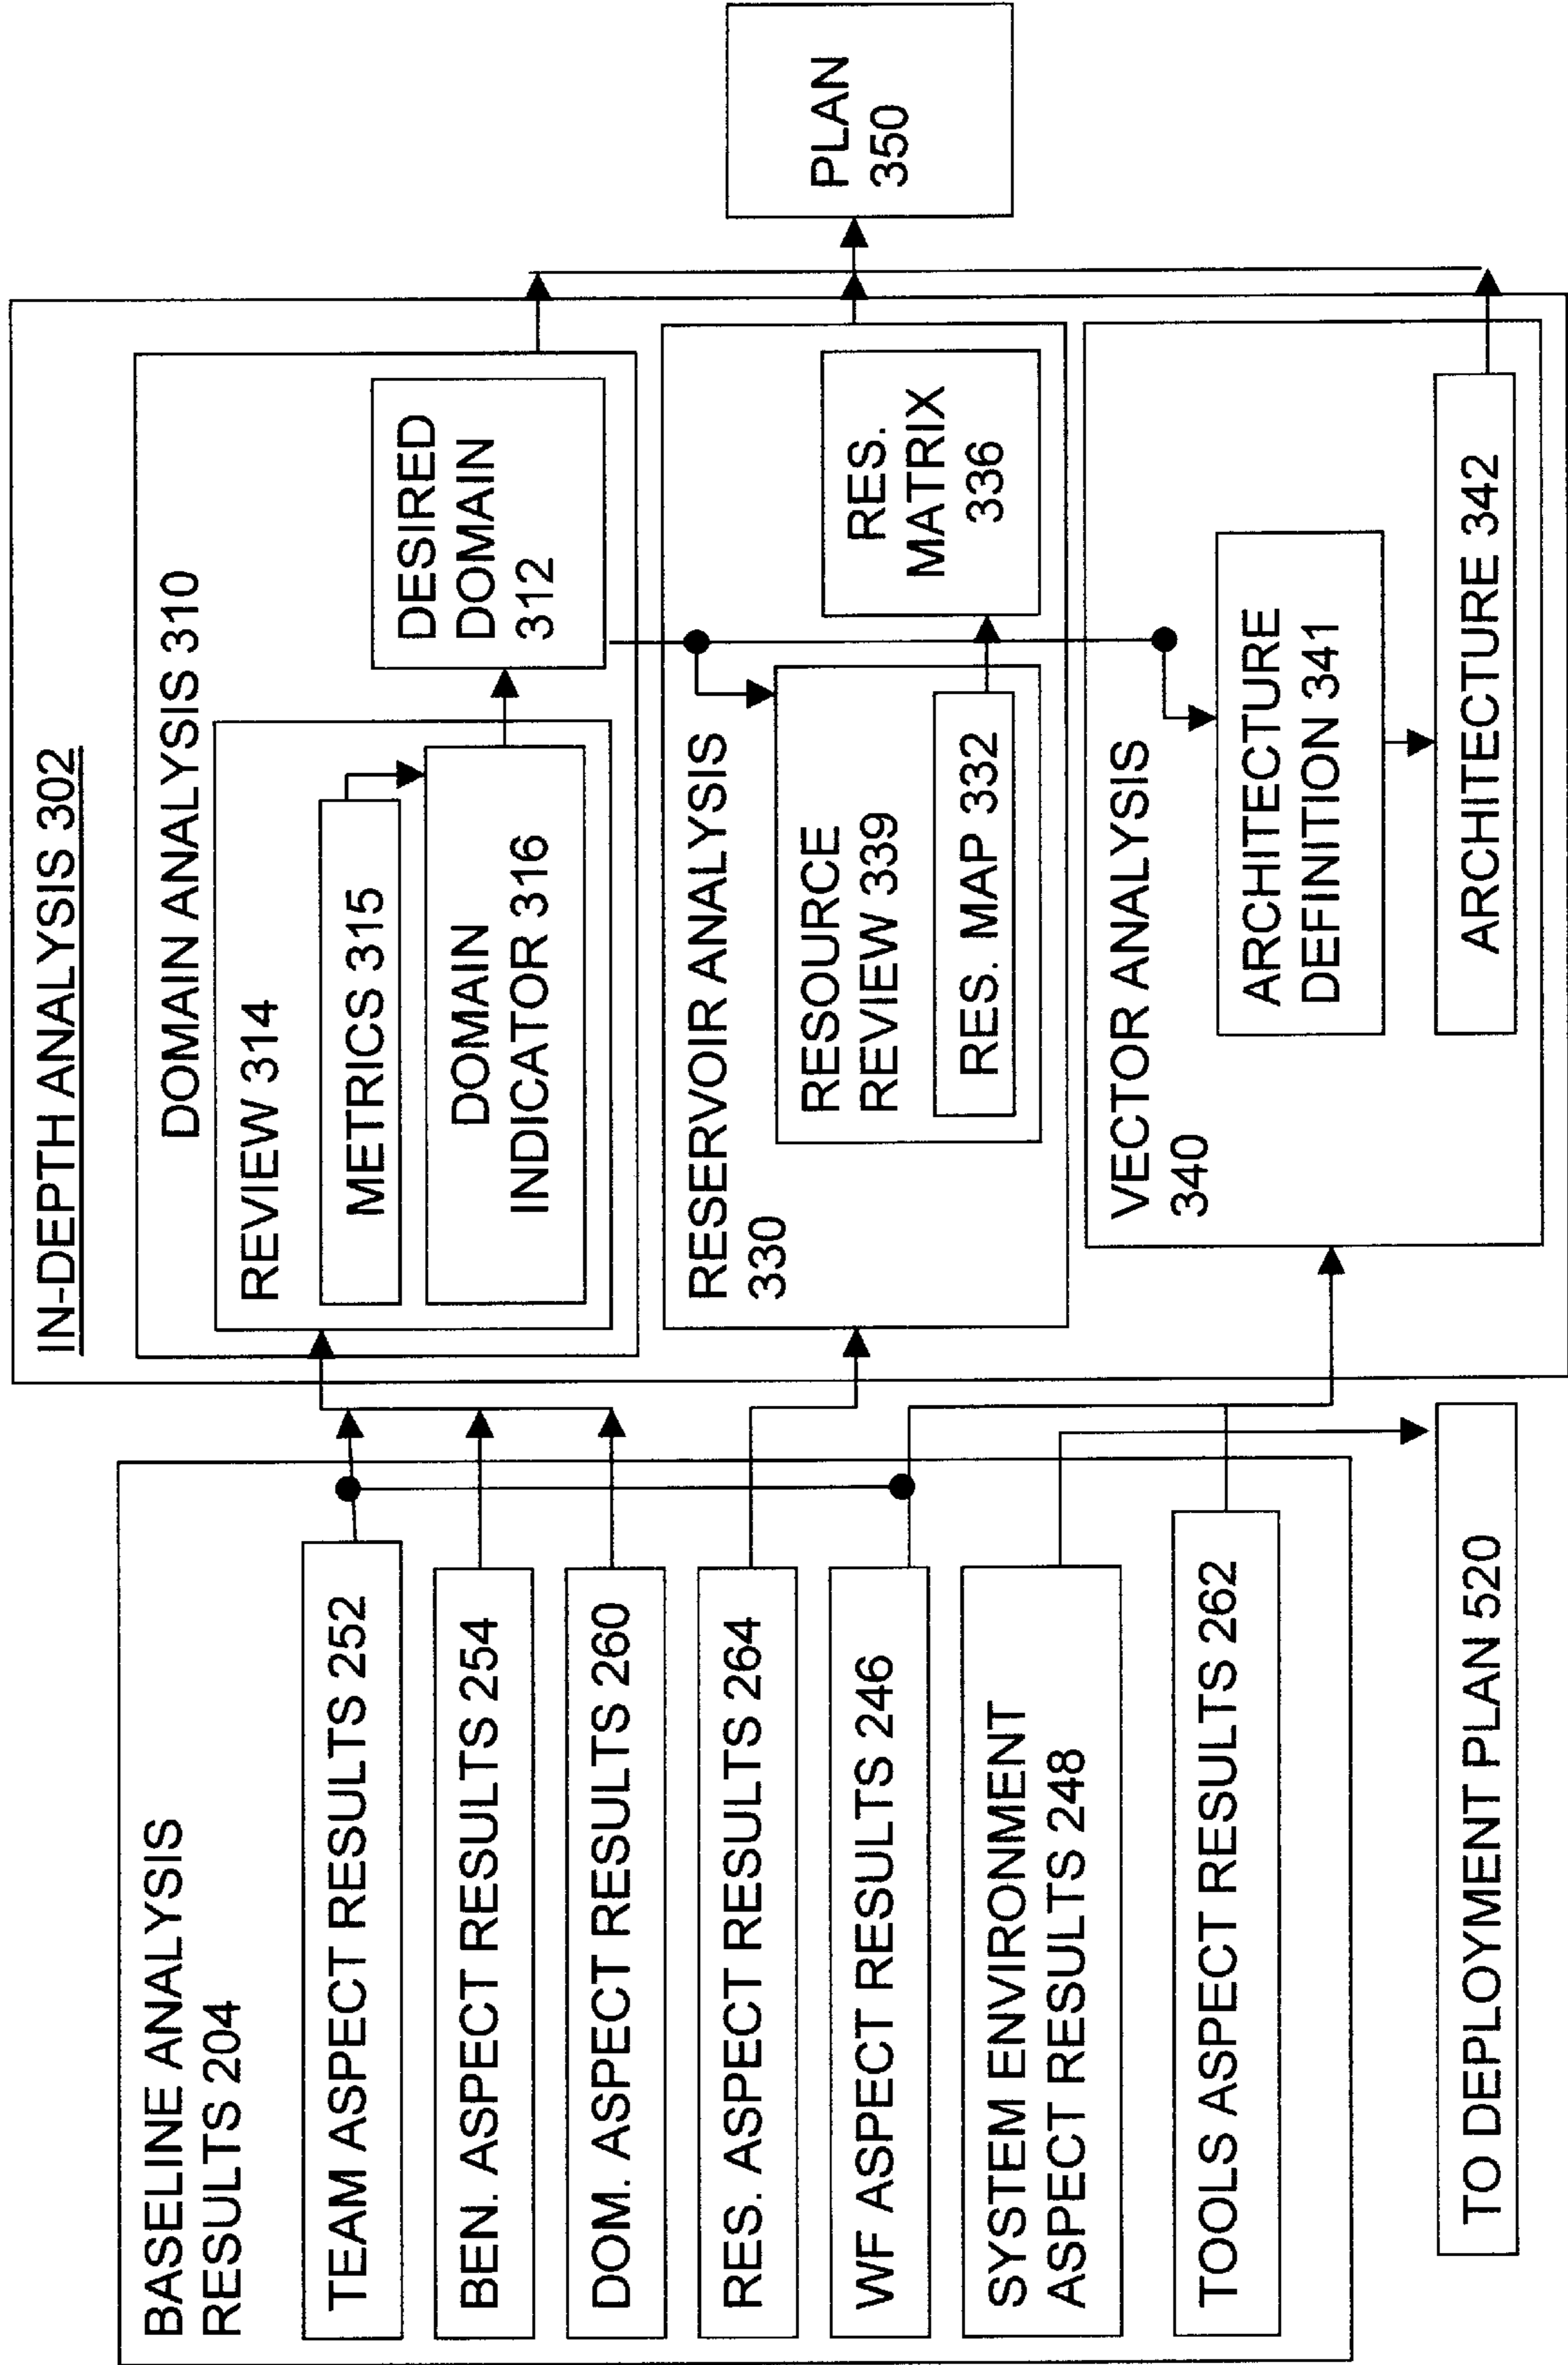 BASELINE ANALYSIS
RESULTS 204
TEAM ASPECT RESULTS 252
BEN. ASPECT RESULTS 254
DOM. ASPECT RESULTS 260
RES. ASPECT RESULTS 264
WF ASPECT RESULTS 246
SYSTEM ENVIRONMENT
ASPECT RESULTS 248
TOOLS ASPECT RESULTS 262
TO DEPLOYMENT PLAN 520
IN-DEPTH ANALYSIS 302
DOMAIN ANALYSIS 310
REVIEW 314
METRICS 315
DOMAIN
INDICATOR 316
DESIRED
DOMAIN
312
RESERVOIR ANALYSIS
330
RESOURCE
REVIEW 339
RES. MAP 332
RES.
MATRIX
336
VECTOR ANALYSIS
340
ARCHITECTURE
DEFINITION 341
ARCHITECTURE 342
PLAN
350